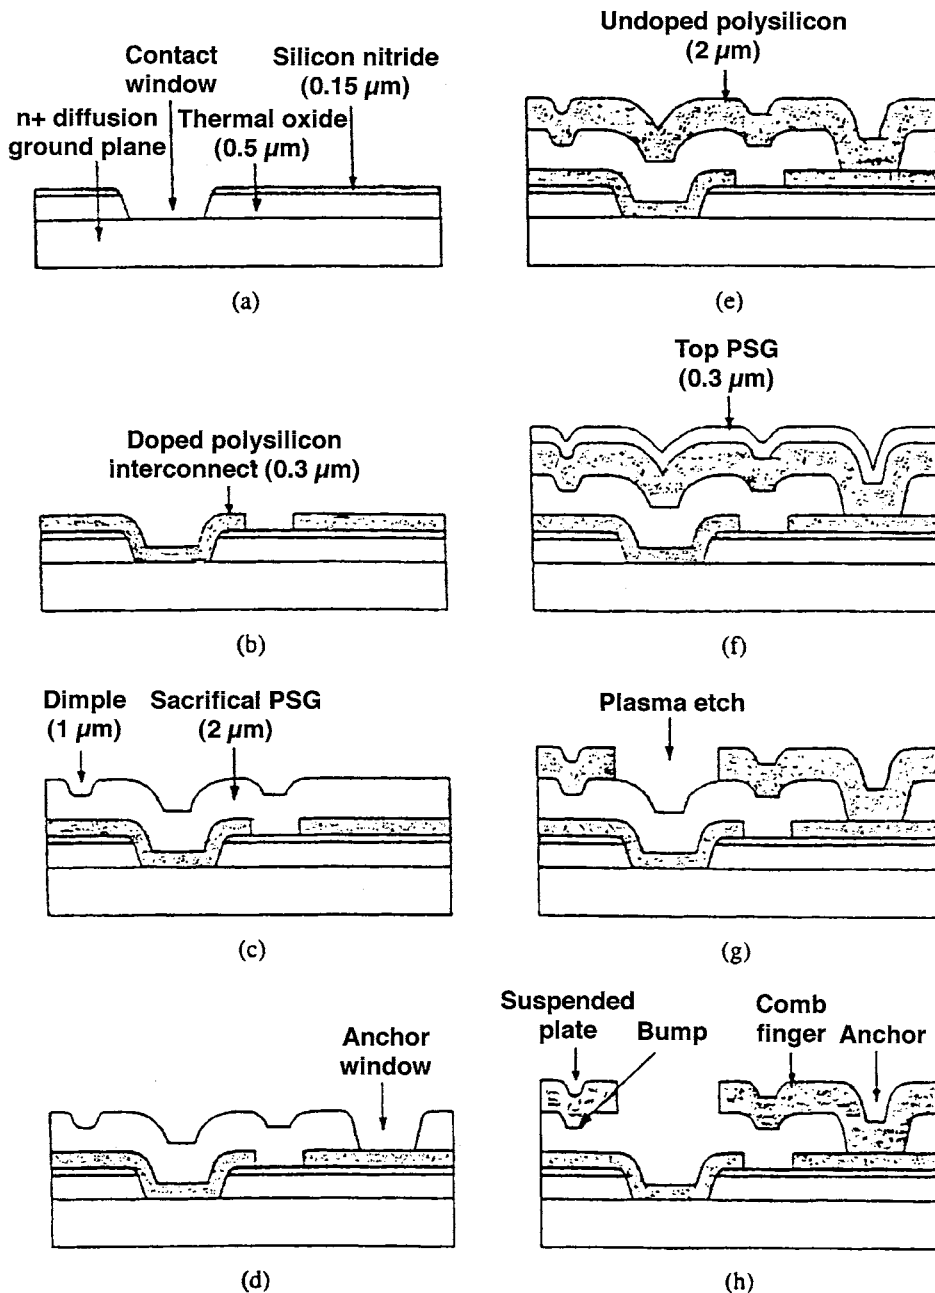 Contact
window
Silicon nitride
(0.15 µm)
n+ diffusion
ground plane
Thermal oxide
(0.5 µm)
(a)
Doped polysilicon
interconnect (0.3 µm)
(b)
Dimple
(1 µm)
Sacrifical PSG
(2 µm)
(c)
Anchor
window
(d)
Undoped polysilicon
(2 µm)
(e)
Top PSG
(0.3 µm)
(f)
Plasma etch
(g)
Suspended
plate
Bump
Comb
finger
Anchor
(h)